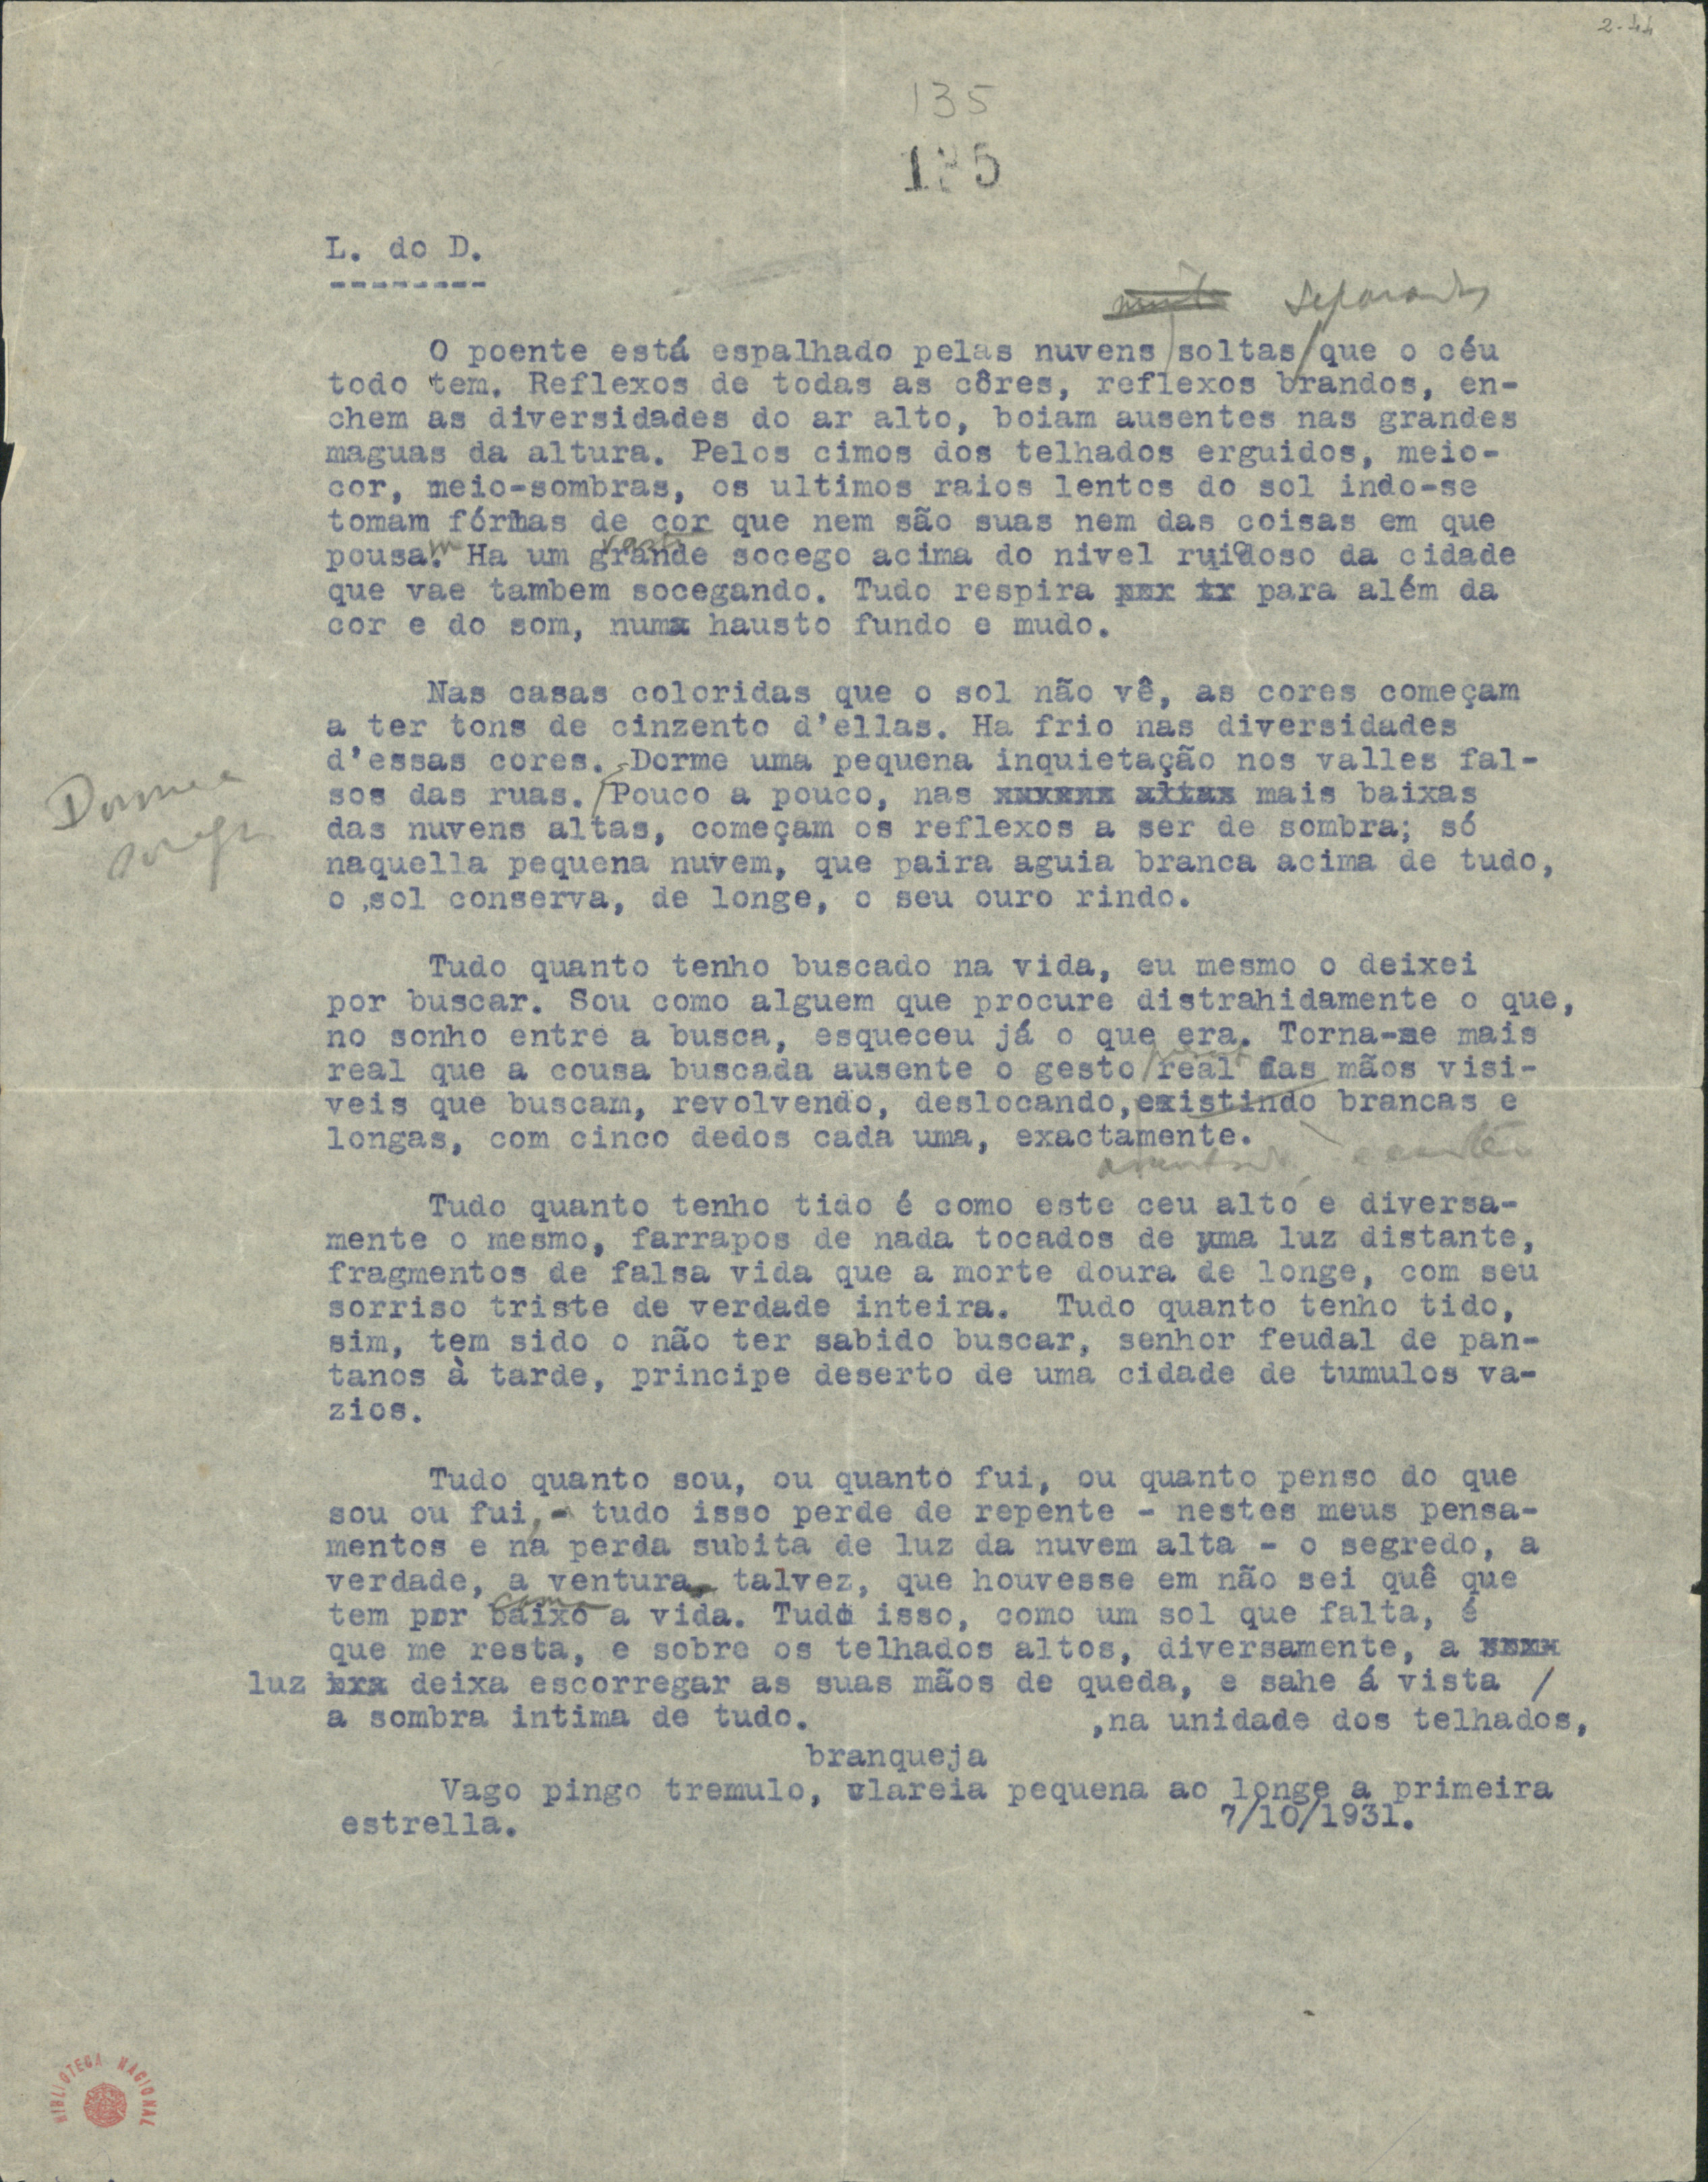 2-44
135
135
L. do D.
---------
separados
O poente está espalhado pelas nuvens soltas que o céu
todo tem. Reflexos de todas as côres, reflexos brandos, en-
chem as diversidades do ar alto, boiam ausentes nas grandes
maguas da altura. Pelos cimos dos telhados erguidos, meio-
cor, meio-sombras, os ultimos raios lentos do sol indo-se
tomam fórmas de cor que nem são suas nem das coisas em que
pousam. Ha um grande socego acima do nivel ruidoso da cidade
que vae tambem socegando. Tudo respira para além da
cor e do som, num hausto fundo e mudo.
Nas casas coloridas que o sol não vê, as cores começam
a ter tons de cinzento d'ellas. Ha frio nas diversidades
d'essas cores. Dorme uma pequena inquietação nos valles fal-
sos das ruas. Pouco a pouco, nas mais baixas
das nuvens altas, começam os reflexos a ser de sombra; só
naquella pequena nuvem, que paira aguia branca acima de tudo,
o sol conserva, de longe, o seu ouro rindo.
Dorme e
Tudo quanto tenho buscado na vida, eu mesmo o deixei
por buscar. Sou como alguem que procure distrahidamente o que,
no sonho entre a busca, esqueceu já o que era. Torna-se mais
real que a cousa buscada ausente o gesto real das mãos visi-
veis que buscam, revolvendo, deslocando, existindo brancas e
longas, com cinco dedos cada uma, exactamente.
Tudo quanto tenho tido é como este ceu alto e diversa-
mente o mesmo, farrapos de nada tocados de uma luz distante,
fragmentos de falsa vida que a morte doura de longe, com seu
sorriso triste de verdade inteira. Tudo quanto tenho tido,
sim, tem sido o não ter sabido buscar, senhor feudal de pan-
tanos à tarde, principe deserto de uma cidade de tumulos va-
zios.
Tudo quanto sou, ou quanto fui, ou quanto penso do que
sou ou fui, - tudo isso perde de repente - nestes meus pensa-
mentos e na perda subita de luz da nuvem alta - o segredo, a
verdade, a ventura talvez, que houvesse em não sei quê que
como
tem por baixo a vida. Tudo isso, como um sol que falta, é
que me resta, e sobre os telhados altos, diversamente, a
luz deixa escorregar as suas mãos de queda, e sahe á vista /
a sombra intima de tudo. ,na unidade dos telhados,
branqueja
Vago pingo tremulo, clareia pequena ao longe a primeira
estrella. 7/10/1931.
BIBLIOTECA NACIONAL